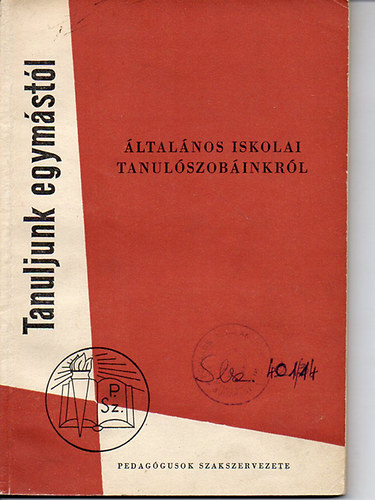 Tanuljunk egymástól
ÁLTALÁNOS ISKOLAI
TANULÓSZOBÁINKRÓL
P.
Sz.
PEDAGÓGUSOK SZAKSZERVEZETE